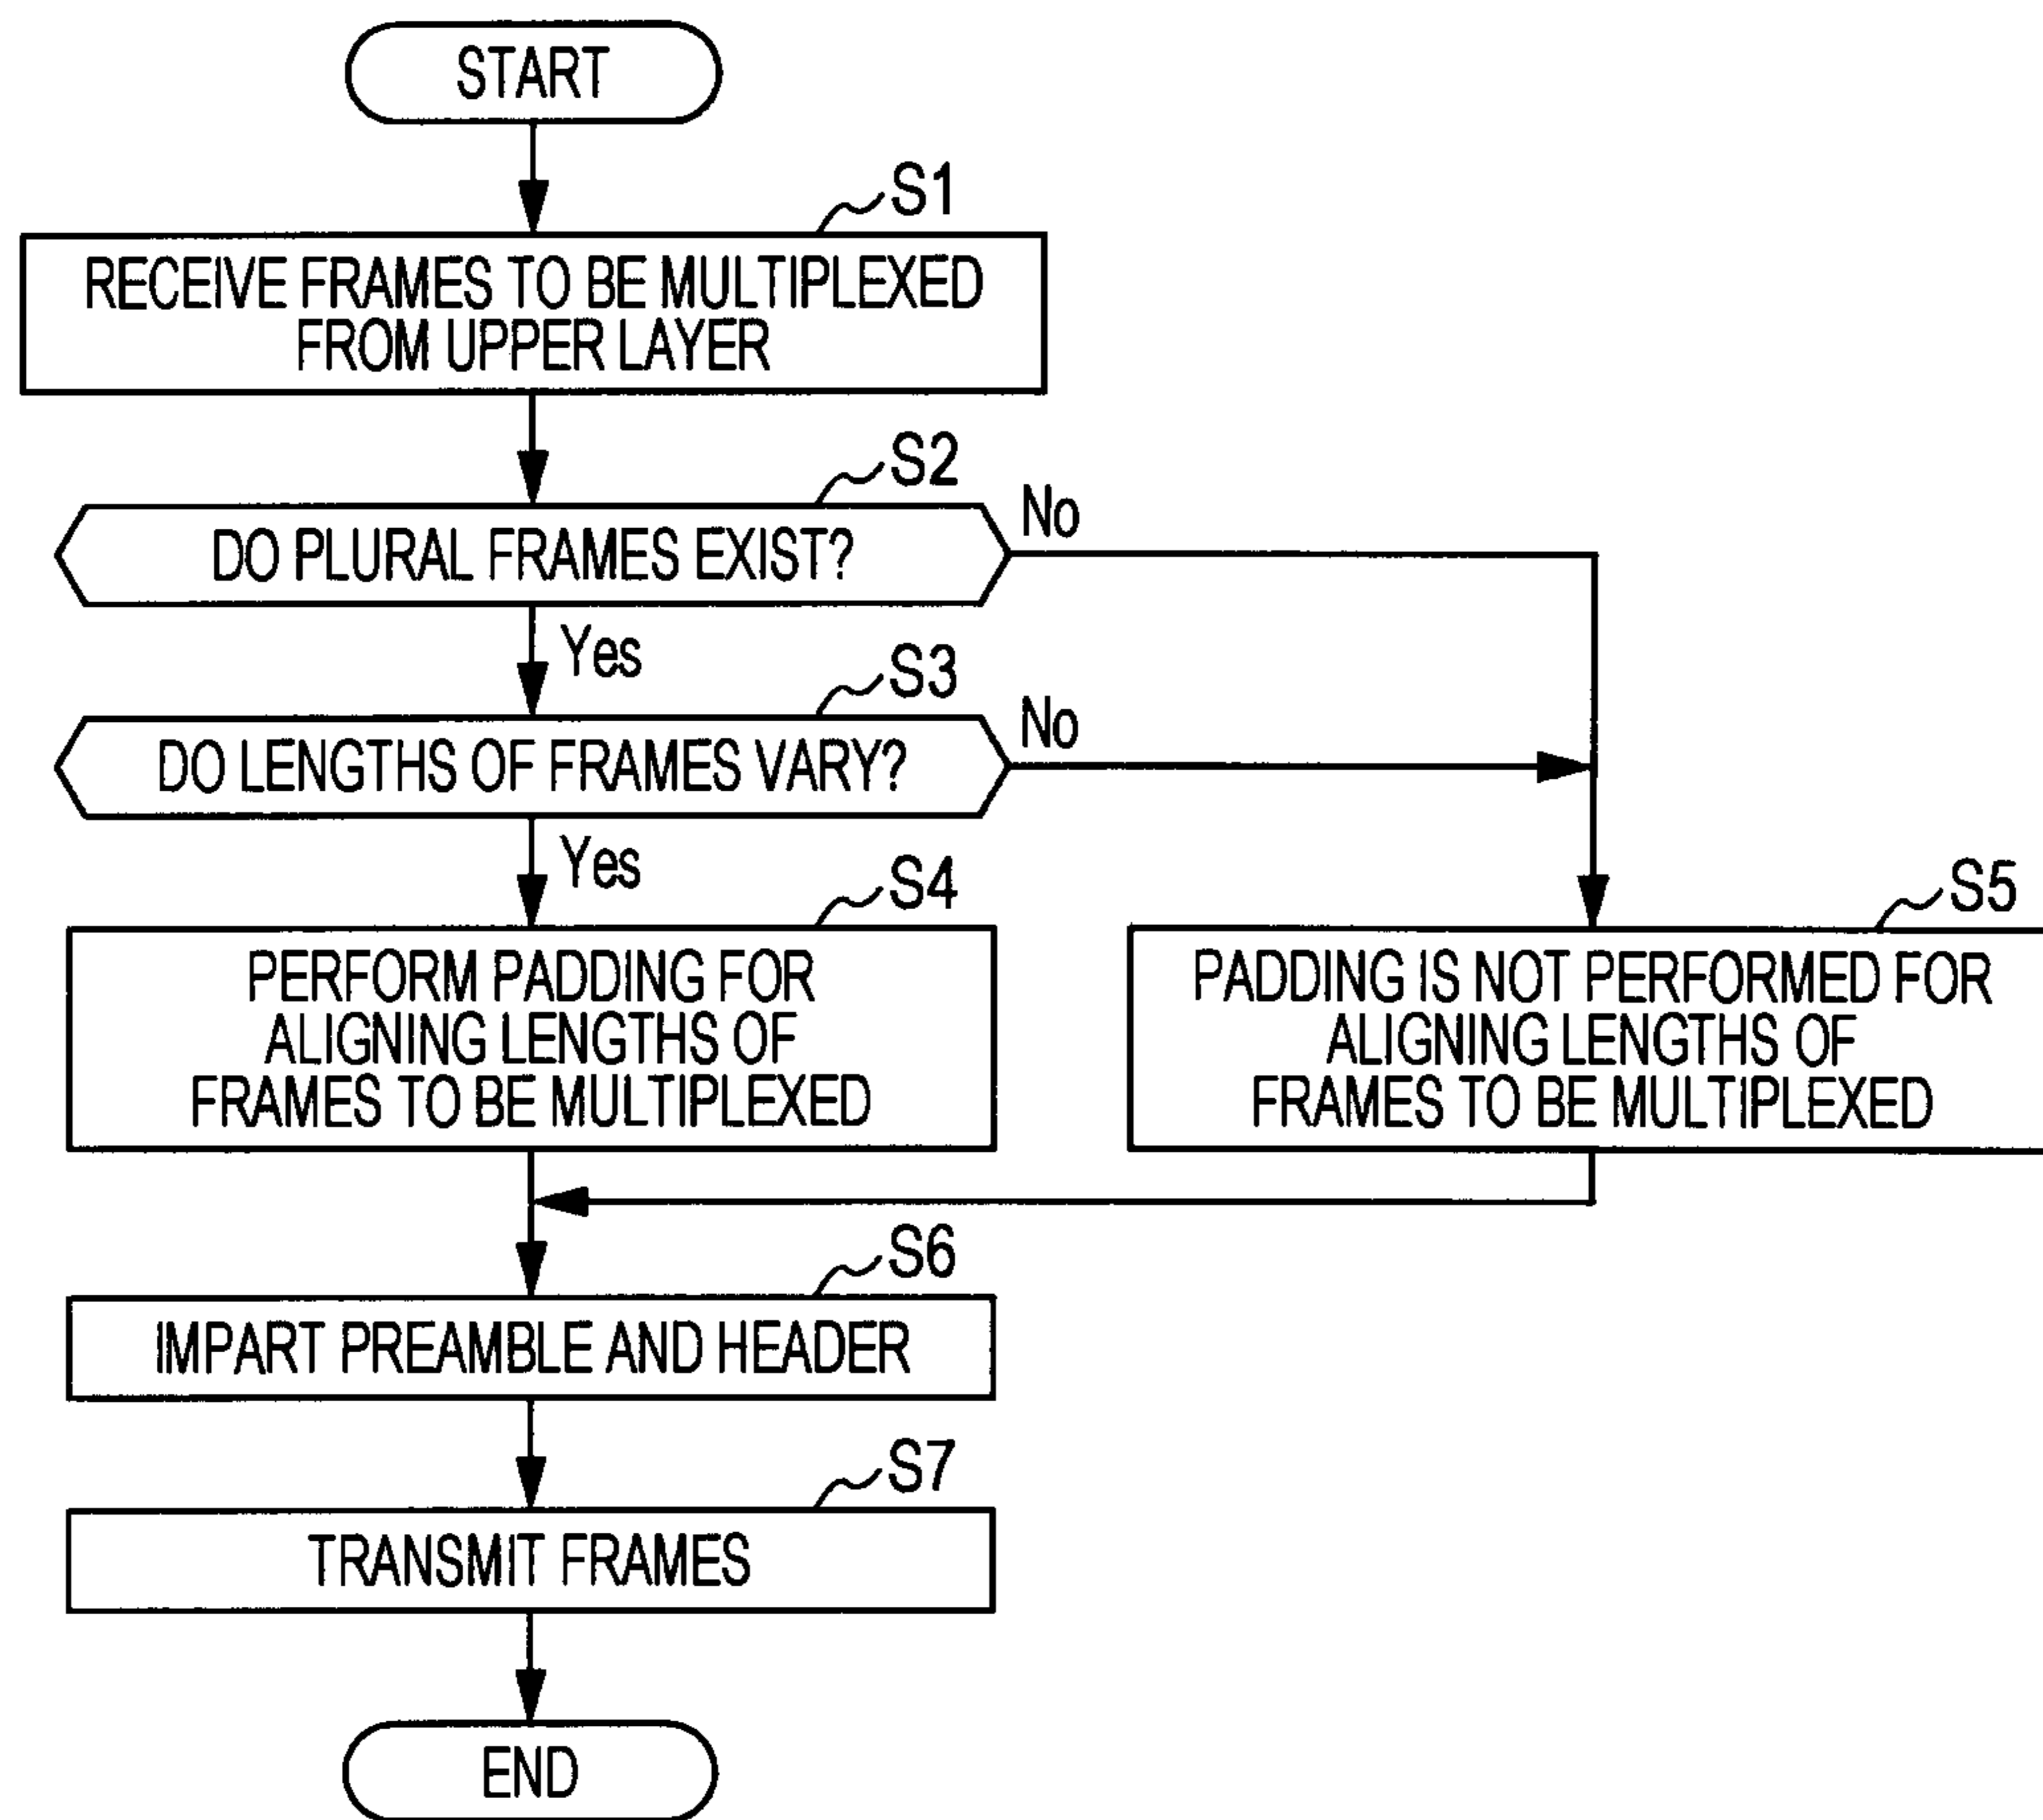 START
S1
RECEIVE FRAMES TO BE MULTIPLEXED
FROM UPPER LAYER
S2
DO PLURAL FRAMES EXIST?
No
Yes
S3
DO LENGTHS OF FRAMES VARY?
No
Yes
S4
PERFORM PADDING FOR
ALIGNING LENGTHS OF
FRAMES TO BE MULTIPLEXED
S5
PADDING IS NOT PERFORMED FOR
ALIGNING LENGTHS OF
FRAMES TO BE MULTIPLEXED
S6
IMPART PREAMBLE AND HEADER
S7
TRANSMIT FRAMES
END